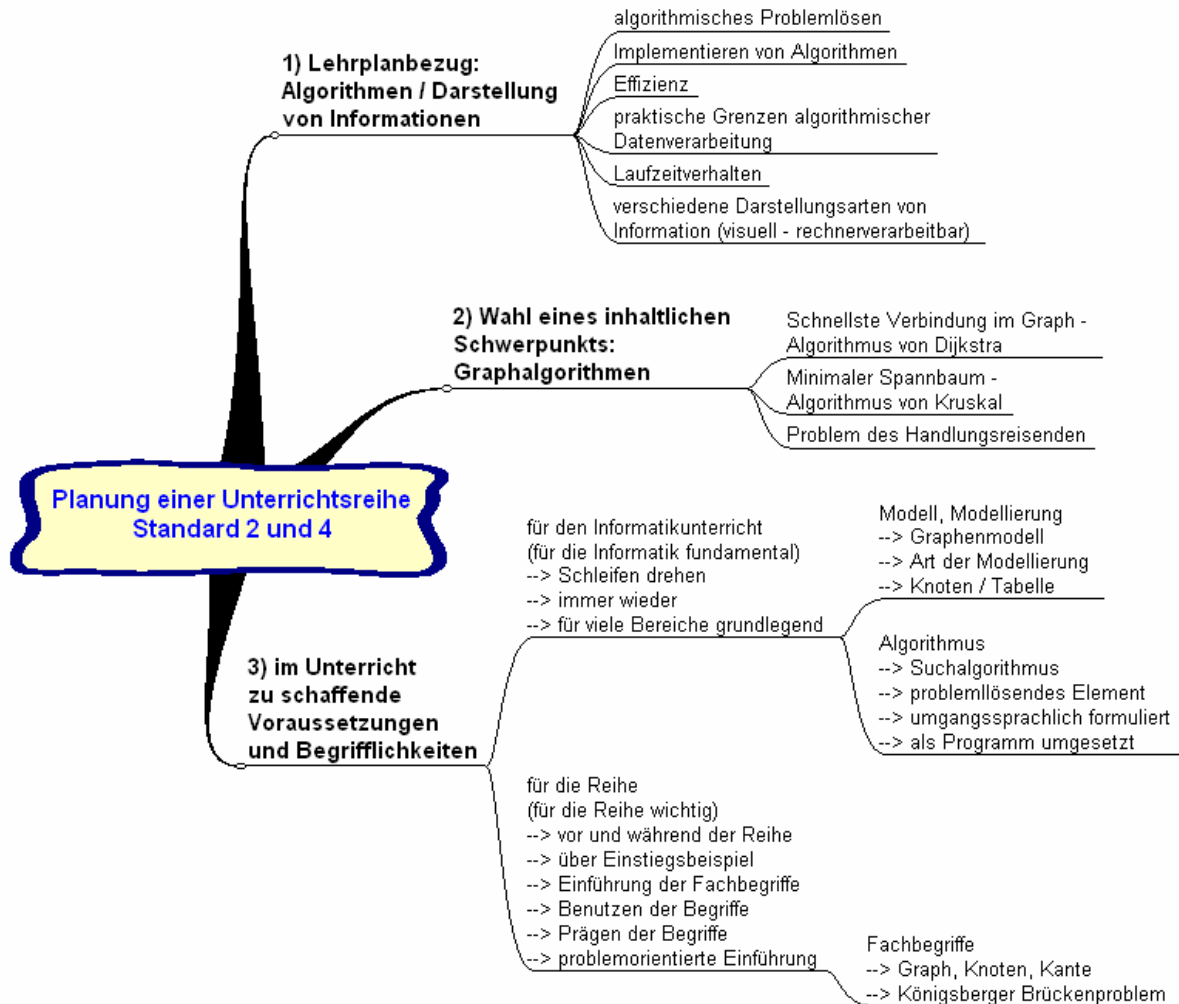 Planung einer Unterrichtsreihe
Standard 2 und 4
1) Lehrplanbezug:
Algorithmen / Darstellung
von Informationen
algorithmisches Problemlösen
Implementieren von Algorithmen
Effizienz
praktische Grenzen algorithmischer
Datenverarbeitung
Laufzeitverhalten
verschiedene Darstellungsarten von
Information (visuell - rechnerverarbeitbar)
2) Wahl eines inhaltlichen
Schwerpunkts:
Graphalgorithmen
Schnellste Verbindung im Graph -
Algorithmus von Dijkstra
Minimaler Spannbaum -
Algorithmus von Kruskal
Problem des Handlungsreisenden
3) im Unterricht
zu schaffende
Voraussetzungen
und Begrifflichkeiten
für den Informatikunterricht
(für die Informatik fundamental)
--> Schleifen drehen
--> immer wieder
--> für viele Bereiche grundlegend
Modell, Modellierung
--> Graphenmodell
--> Art der Modellierung
--> Knoten / Tabelle
Algorithmus
--> Suchalgorithmus
--> problemllösendes Element
--> umgangssprachlich formuliert
--> als Programm umgesetzt
für die Reihe
(für die Reihe wichtig)
--> vor und während der Reihe
--> über Einstiegsbeispiel
--> Einführung der Fachbegriffe
--> Benutzen der Begriffe
--> Prägen der Begriffe
--> problemorientierte Einführung
Fachbegriffe
--> Graph, Knoten, Kante
--> Königsberger Brückenproblem